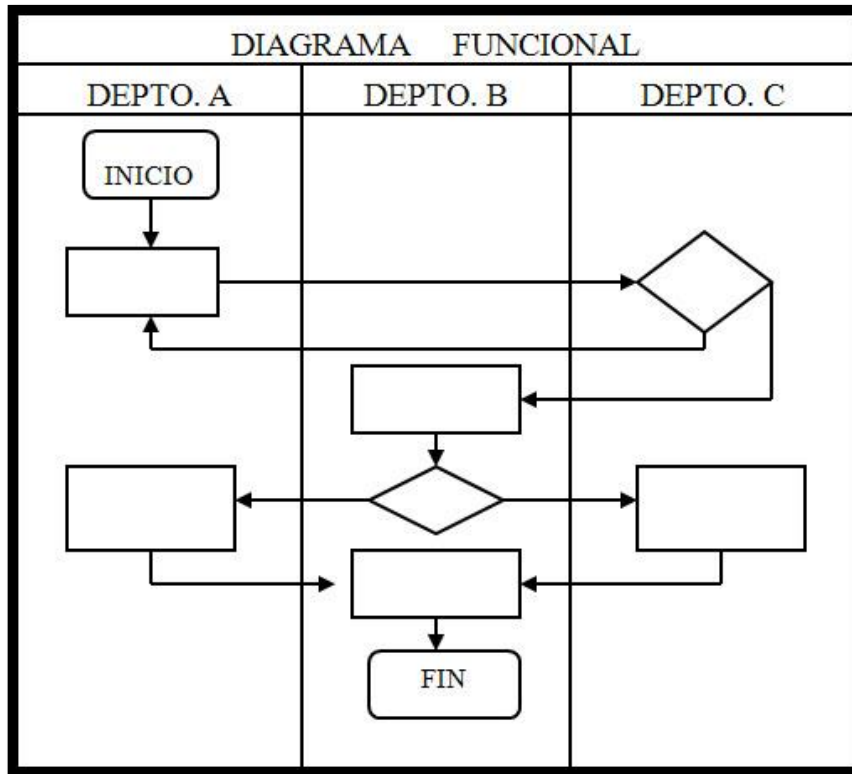 DIAGRAMA FUNCIONAL
DEPTO. A DEPTO. B DEPTO. C
INICIO
FIN